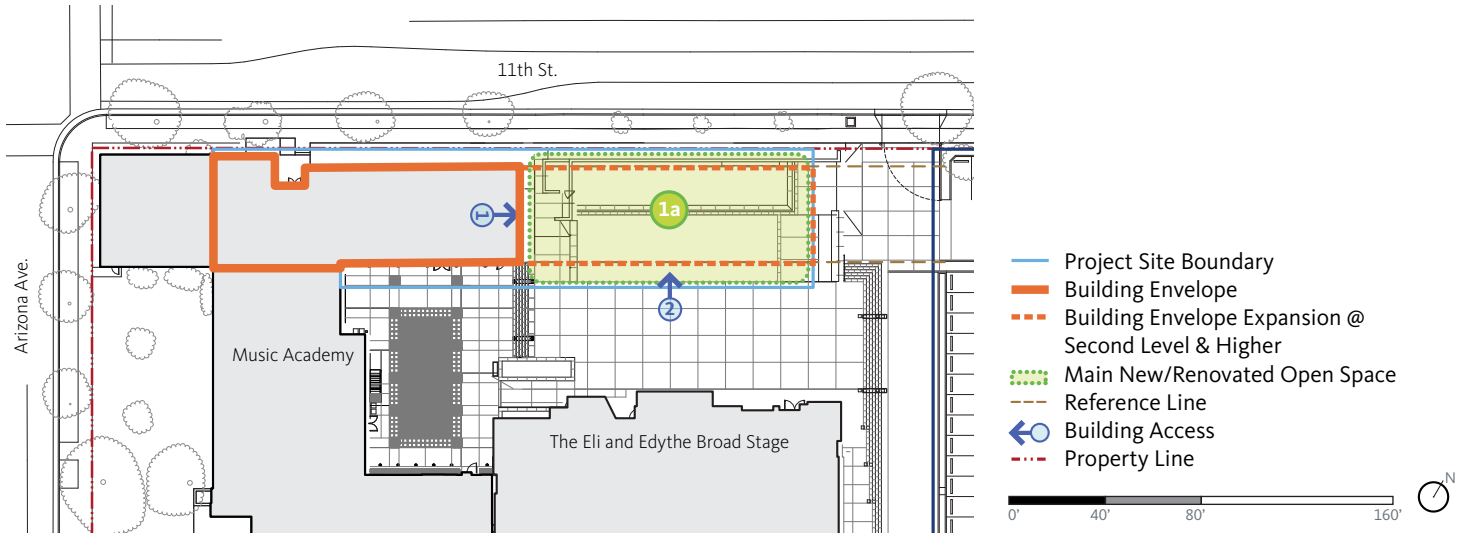 11th St.
Arizona Ave.
1
1a
2
Music Academy
The Eli and Edythe Broad Stage
Project Site Boundary
Building Envelope
Building Envelope Expansion @
Second Level & Higher
Main New/Renovated Open Space
Reference Line
Building Access
Property Line
N
0' 40' 80' 160'